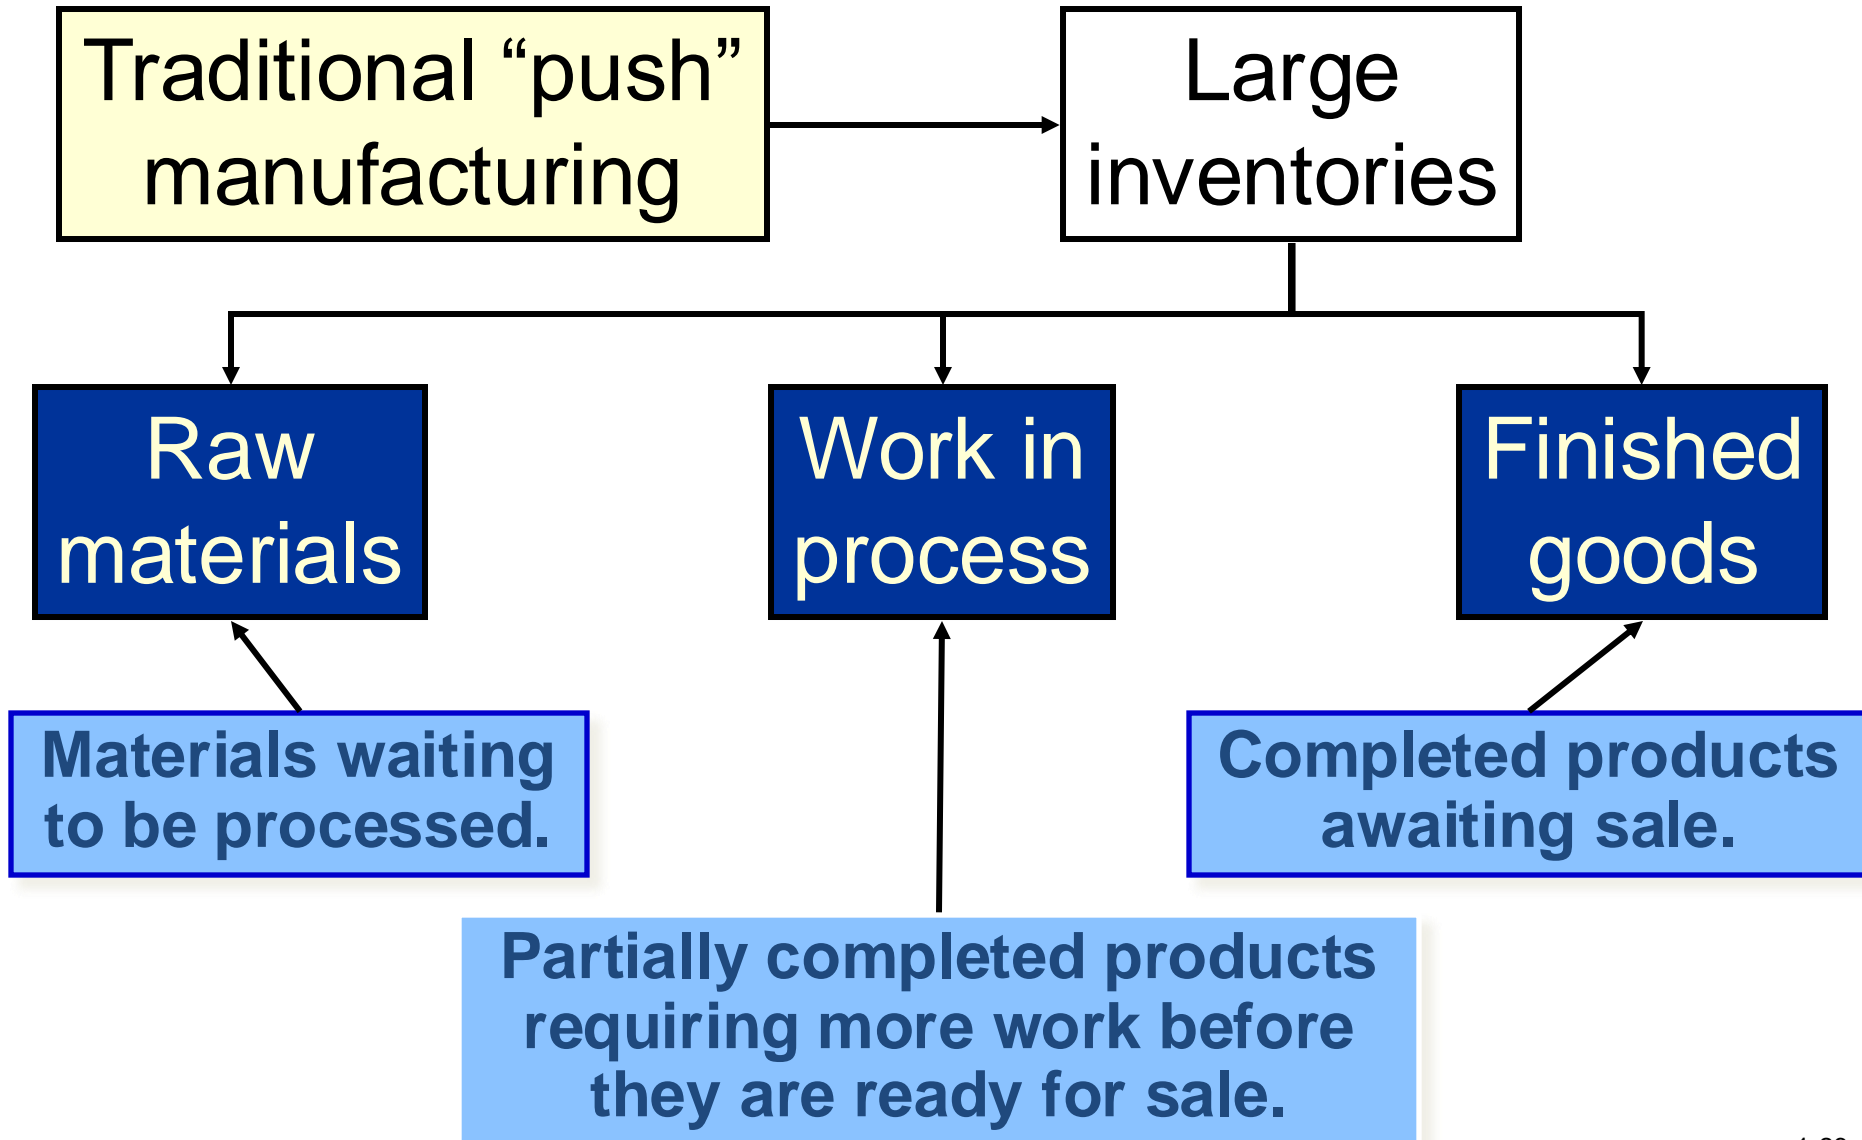 Traditional “push”
manufacturing
Large
inventories
Raw
materials
Work in
process
Finished
goods
Materials waiting
to be processed.
Completed products
awaiting sale.
Partially completed products
requiring more work before
they are ready for sale.